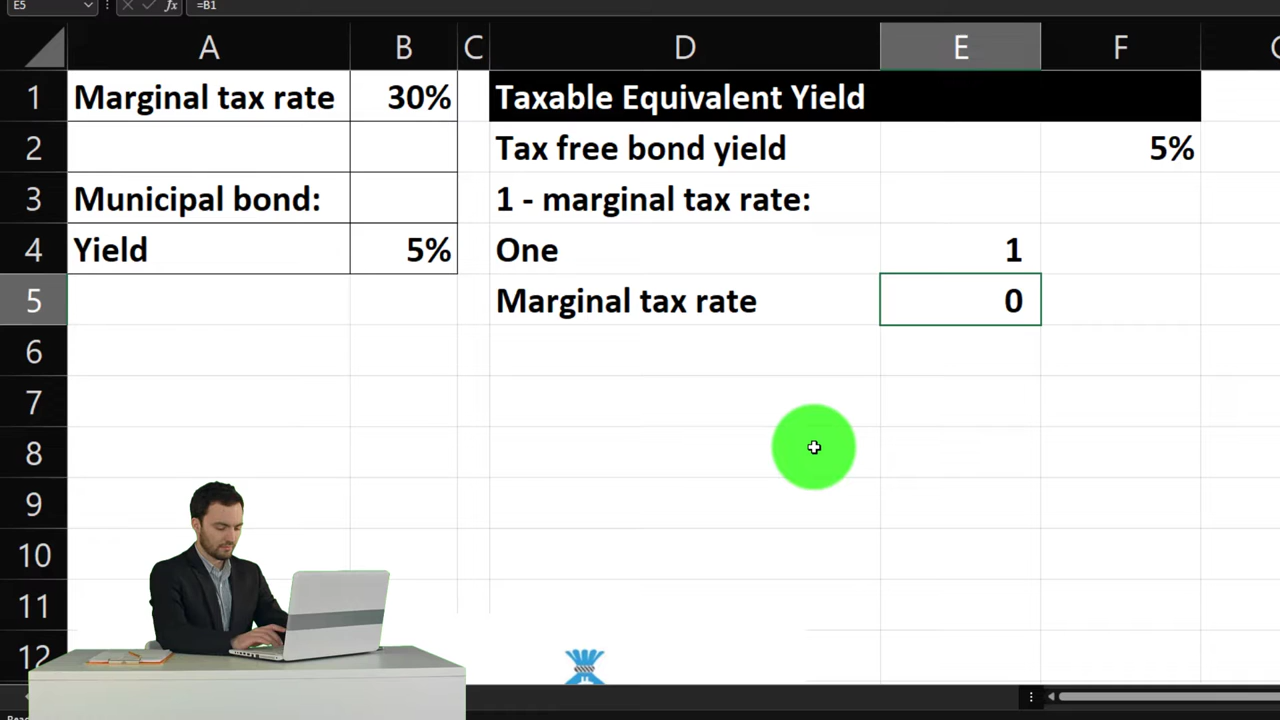 E5 fx =B1
A B C D E F
1 Marginal tax rate 30% Taxable Equivalent Yield
2 Tax free bond yield 5%
3 Municipal bond: 1 - marginal tax rate:
4 Yield 5% One 1
5 Marginal tax rate 0
6
7
8
9
10
11
12